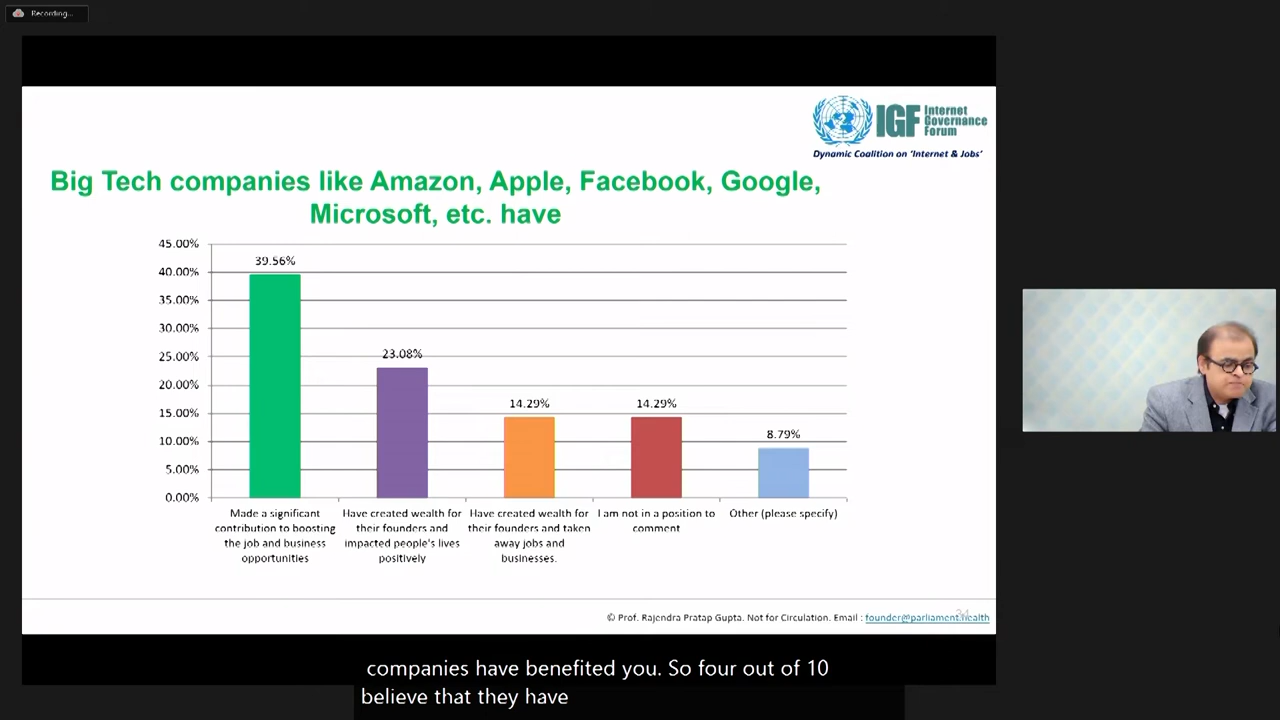 Recording...
IGF
Internet
Governance
Forum
Dynamic Coalition on 'Internet & Jobs'
Big Tech companies like Amazon, Apple, Facebook, Google,
Microsoft, etc. have
45.00%
40.00%
35.00%
30.00%
25.00%
20.00%
15.00%
10.00%
5.00%
0.00%
39.56%
23.08%
14.29%
14.29%
8.79%
Made a significant
contribution to boosting
the job and business
opportunities
Have created wealth for
their founders and
impacted people's lives
positively
Have created wealth for
their founders and taken
away jobs and
businesses.
I am not in a position to
comment
Other (please specify)
34
© Prof. Rajendra Pratap Gupta. Not for Circulation. Email : founder@parliament.health
companies have benefited you. So four out of 10
believe that they have